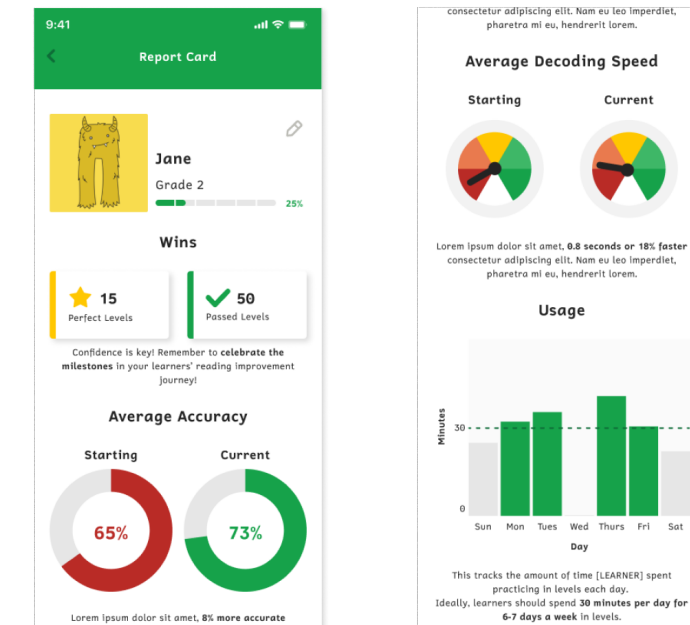 9:41
Report Card
Jane
Grade 2
25%
Wins
15
Perfect Levels
50
Passed Levels
Confidence is key! Remember to celebrate the
milestones in your learners' reading improvement
journey!
Average Accuracy
Starting
Current
65%
73%
Lorem ipsum dolor sit amet, 8% more accurate
consectetur adipiscing elit. Nam eu leo imperdiet,
pharetra mi eu, hendrerit lorem.
Average Decoding Speed
Starting
Current
Lorem ipsum dolor sit amet, 0.8 seconds or 18% faster
consectetur adipiscing elit. Nam eu leo imperdiet,
pharetra mi eu, hendrerit lorem.
Usage
Minutes
30
0
Sun Mon Tues Wed Thurs Fri Sat
Day
This tracks the amount of time [LEARNER] spent
practicing in levels each day.
Ideally, learners should spend 30 minutes per day for
6-7 days a week in levels.